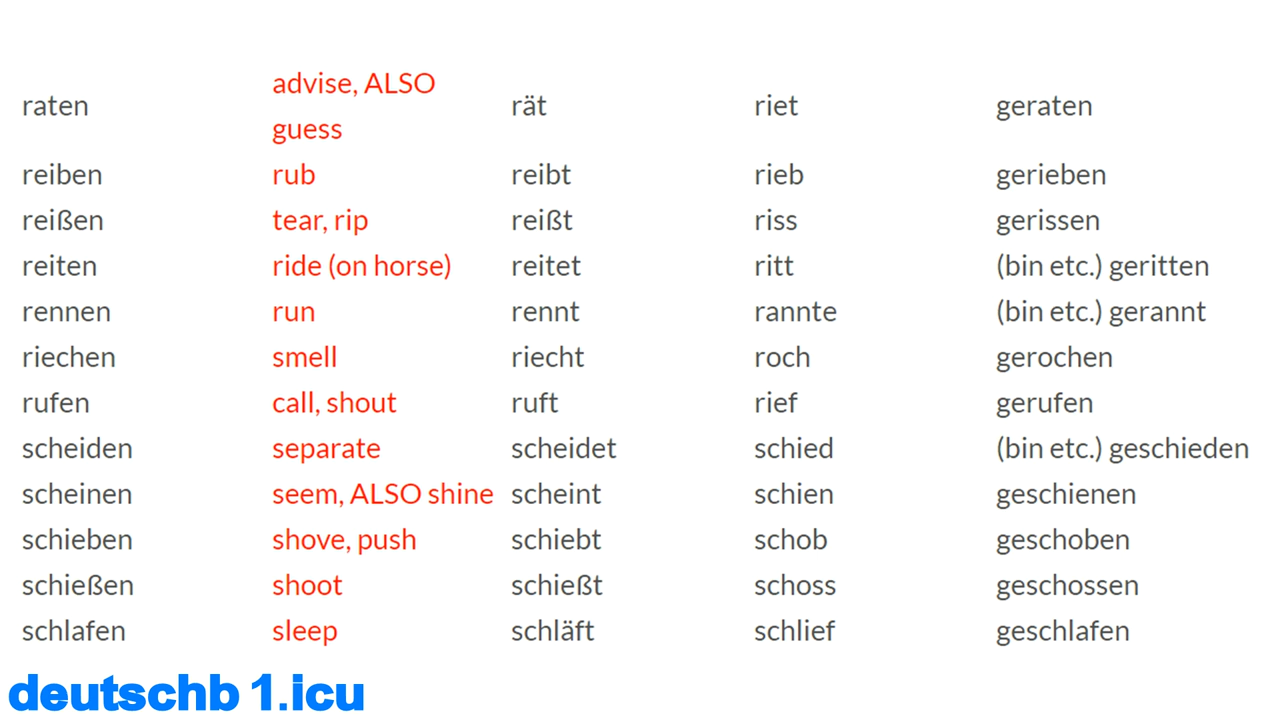 raten advise, ALSO guess rät riet geraten
reiben rub reibt rieb gerieben
reißen tear, rip reißt riss gerissen
reiten ride (on horse) reitet ritt (bin etc.) geritten
rennen run rennt rannte (bin etc.) gerannt
riechen smell riecht roch gerochen
rufen call, shout ruft rief gerufen
scheiden separate scheidet schied (bin etc.) geschieden
scheinen seem, ALSO shine scheint schien geschienen
schieben shove, push schiebt schob geschoben
schießen shoot schießt schoss geschossen
schlafen sleep schläft schlief geschlafen
deutschb 1.icu